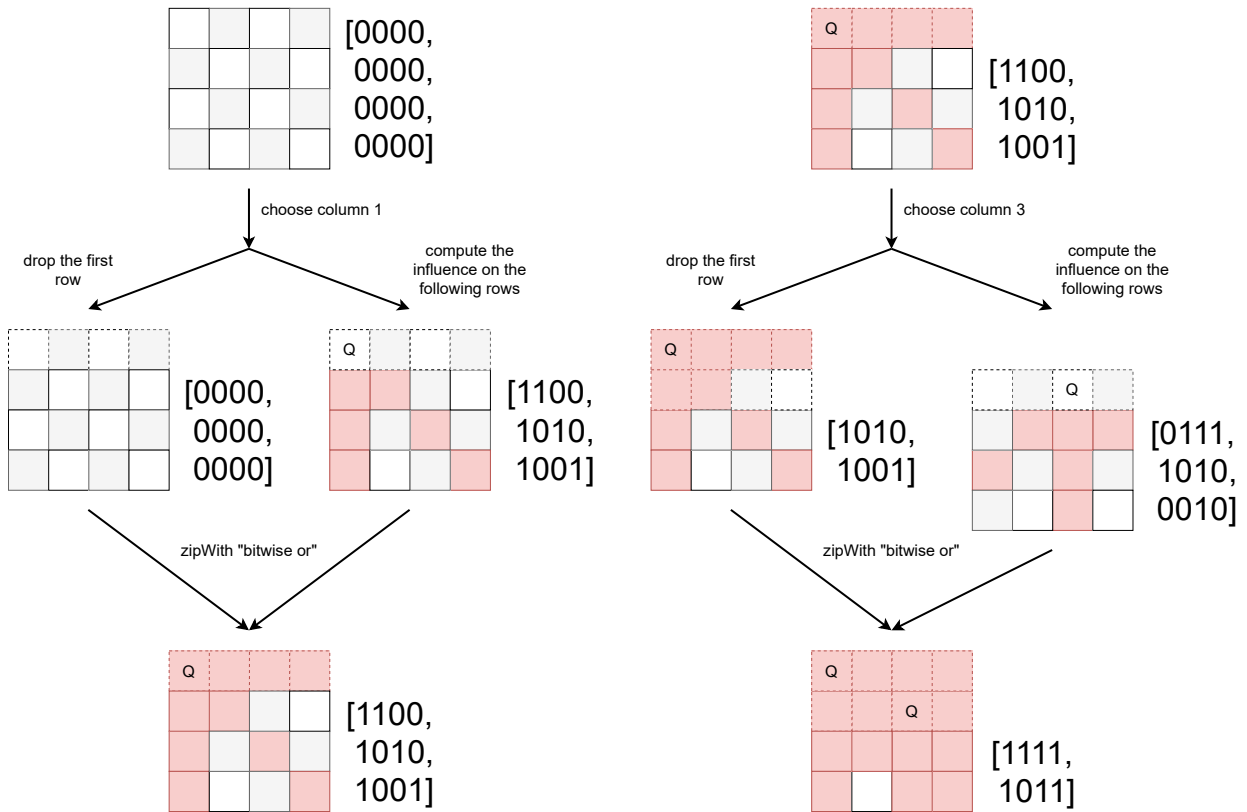 [0000,
0000,
0000,
0000]
choose column 1
drop the first
row
compute the
influence on the
following rows
[0000,
0000,
0000]
Q
[1100,
1010,
1001]
zipWith "bitwise or"
Q
[1100,
1010,
1001]
Q
[1100,
1010,
1001]
choose column 3
drop the first
row
compute the
influence on the
following rows
Q
[1010,
1001]
Q
[0111,
1010,
0010]
zipWith "bitwise or"
Q
Q
[1111,
1011]